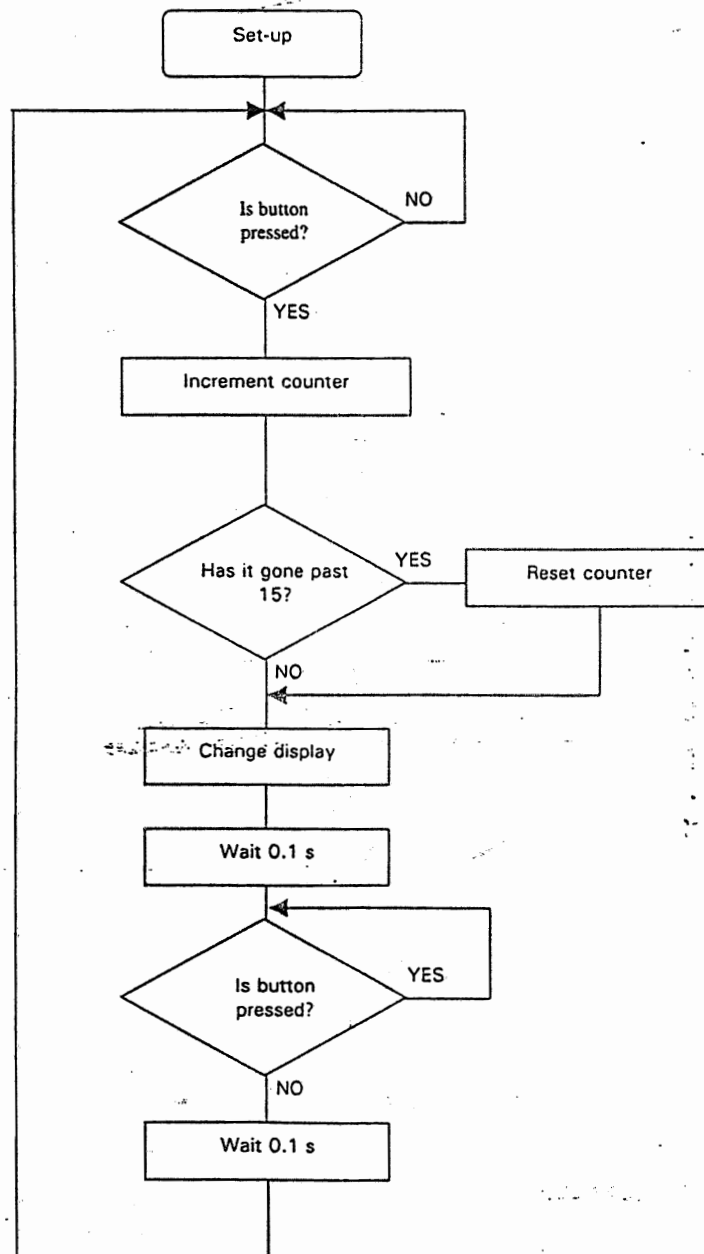 Set-up
Is button
pressed?
NO
YES
Increment counter
Has it gone past
15?
YES
Reset counter
NO
Change display
Wait 0.1 s
Is button
pressed?
YES
NO
Wait 0.1 s